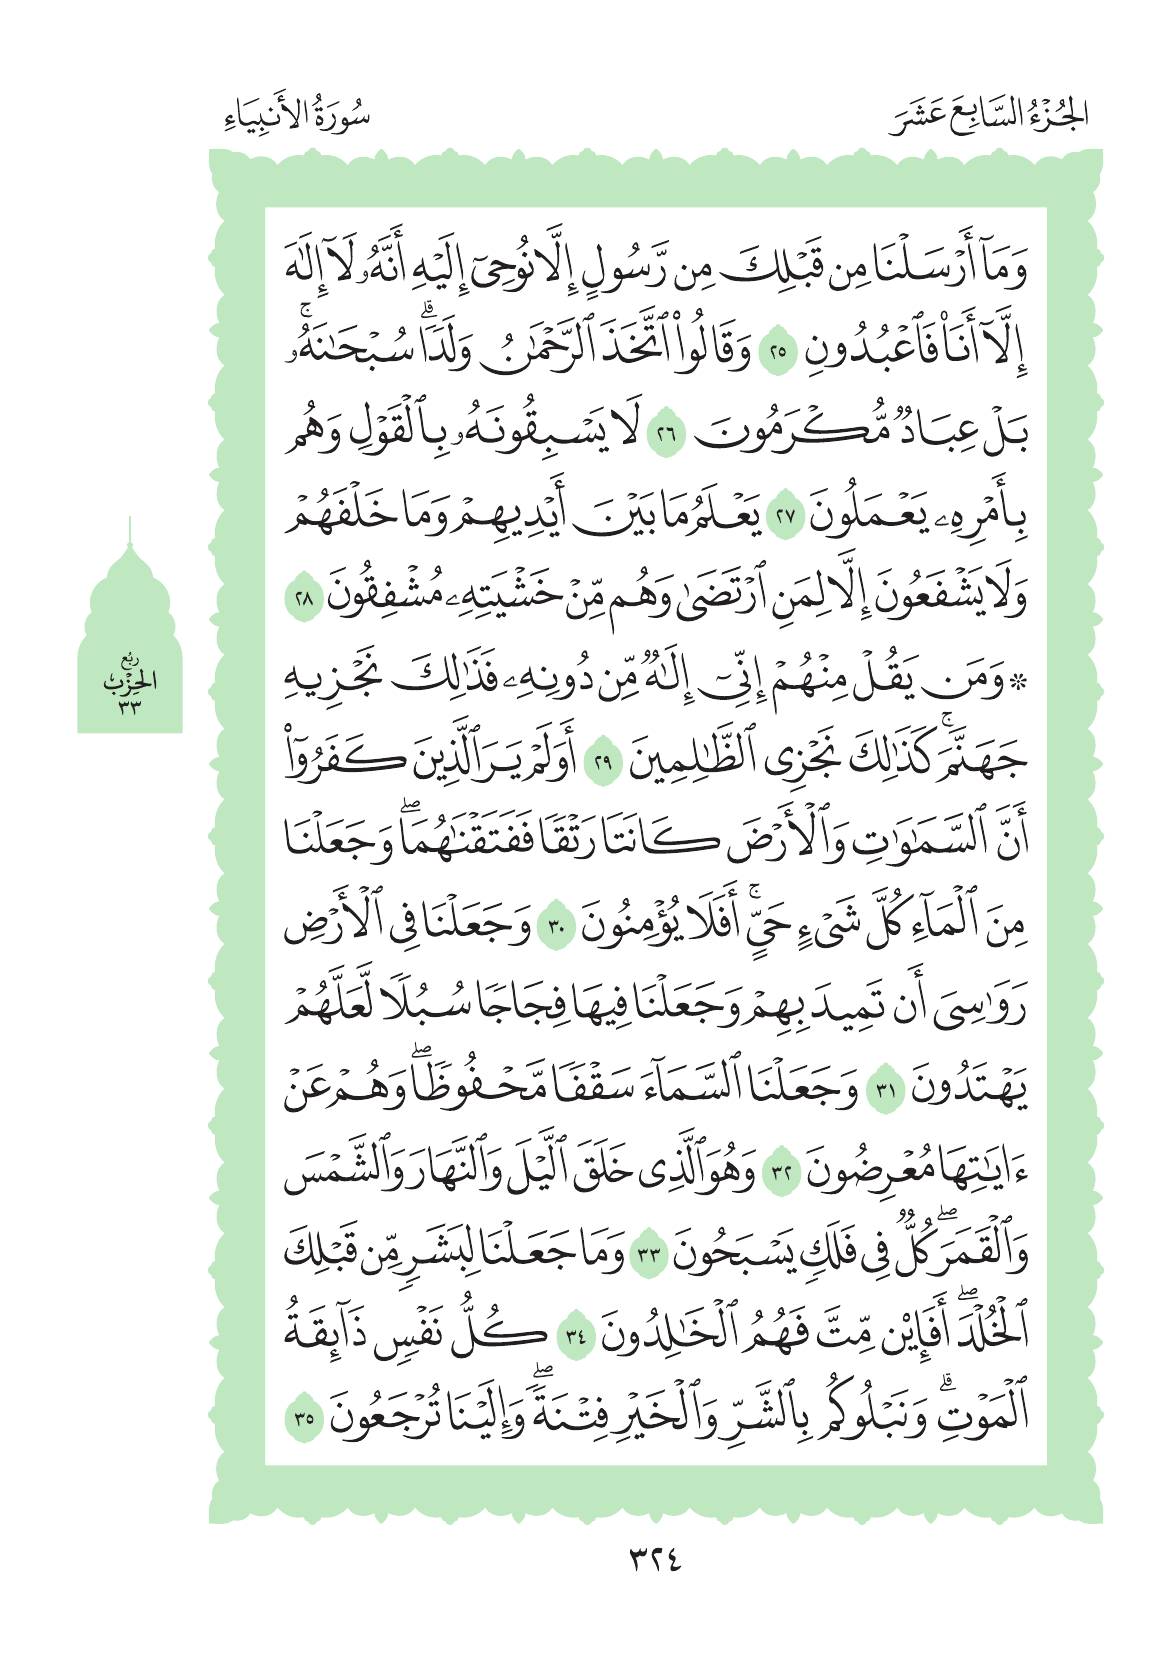 الجُزْءُ السَّابِعَ عَشَرَ
سُورَةُ الأَنبِيَاءِ
وَمَآ أَرۡسَلۡنَا مِن قَبۡلِكَ مِن رَّسُولٍ إِلَّا نُوحِيٓ إِلَيۡهِ أَنَّهُۥ لَآ إِلَٰهَ
إِلَّآ أَنَا۠ فَٱعۡبُدُونِ ٢٥ وَقَالُواْ ٱتَّخَذَ ٱلرَّحۡمَٰنُ وَلَدٗاۗ سُبۡحَٰنَهُۥۚ
بَلۡ عِبَادٞ مُّكۡرَمُونَ ٢٦ لَا يَسۡبِقُونَهُۥ بِٱلۡقَوۡلِ وَهُم
بِأَمۡرِهِۦ يَعۡمَلُونَ ٢٧ يَعۡلَمُ مَا بَيۡنَ أَيۡدِيهِمۡ وَمَا خَلۡفَهُمۡ
وَلَا يَشۡفَعُونَ إِلَّا لِمَنِ ٱرۡتَضَىٰ وَهُم مِّنۡ خَشۡيَتِهِۦ مُشۡفِقُونَ ٢٨
۞ وَمَن يَقُلۡ مِنۡهُمۡ إِنِّيٓ إِلَٰهٞ مِّن دُونِهِۦ فَذَٰلِكَ نَجۡزِيهِ
جَهَنَّمَۚ كَذَٰلِكَ نَجۡزِي ٱلظَّٰلِمِينَ ٢٩ أَوَلَمۡ يَرَ ٱلَّذِينَ كَفَرُوٓاْ
أَنَّ ٱلسَّمَٰوَٰتِ وَٱلۡأَرۡضَ كَانَتَا رَتۡقٗا فَفَتَقۡنَٰهُمَاۖ وَجَعَلۡنَا
مِنَ ٱلۡمَآءِ كُلَّ شَيۡءٍ حَيٍّۚ أَفَلَا يُؤۡمِنُونَ ٣٠ وَجَعَلۡنَا فِي ٱلۡأَرۡضِ
رَوَٰسِيَ أَن تَمِيدَ بِهِمۡ وَجَعَلۡنَا فِيهَا فِجَاجٗا سُبُلٗا لَّعَلَّهُمۡ
يَهۡتَدُونَ ٣١ وَجَعَلۡنَا ٱلسَّمَآءَ سَقۡفٗا مَّحۡفُوظٗاۖ وَهُمۡ عَنۡ
ءَايَٰتِهَا مُعۡرِضُونَ ٣٢ وَهُوَ ٱلَّذِي خَلَقَ ٱلَّيۡلَ وَٱلنَّهَارَ وَٱلشَّمۡسَ
وَٱلۡقَمَرَۖ كُلّٞ فِي فَلَكٖ يَسۡبَحُونَ ٣٣ وَمَا جَعَلۡنَا لِبَشَرٖ مِّن قَبۡلِكَ
ٱلۡخُلۡدَۖ أَفَإِيْن مِّتَّ فَهُمُ ٱلۡخَٰلِدُونَ ٣٤ كُلُّ نَفۡسٖ ذَآئِقَةُ
ٱلۡمَوۡتِۗ وَنَبۡلُوكُم بِٱلشَّرِّ وَٱلۡخَيۡرِ فِتۡنَةٗۖ وَإِلَيۡنَا تُرۡجَعُونَ ٣٥
رُبْع
الحِزْب
٣٣
٣٢٤